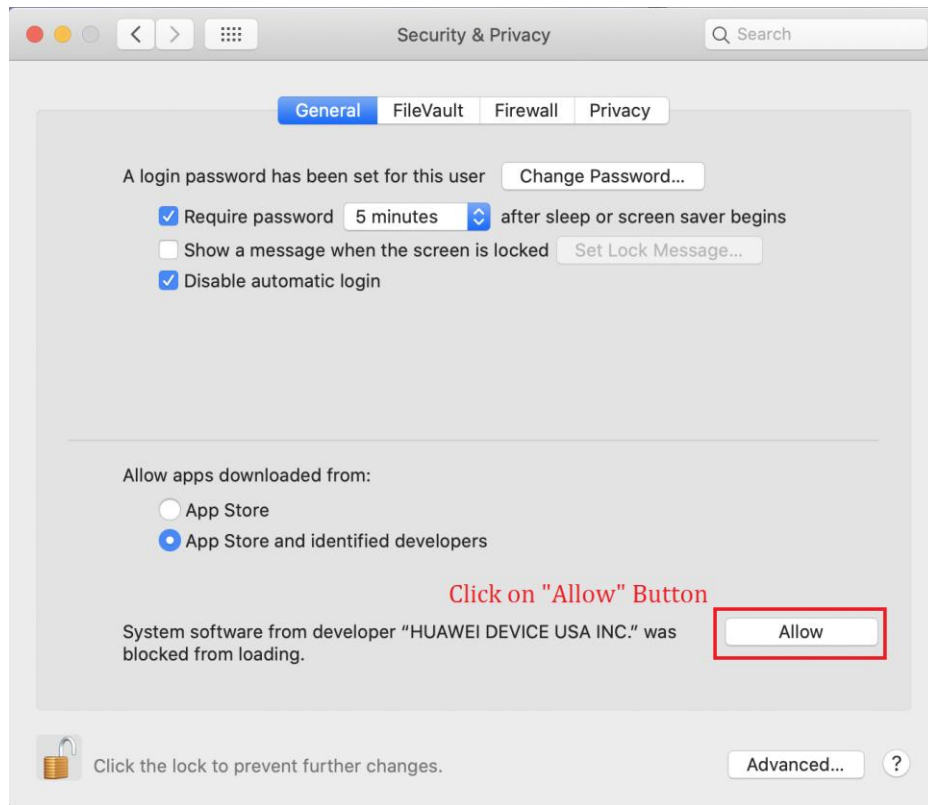 Security & Privacy
Search
General FileVault Firewall Privacy
A login password has been set for this user Change Password...
Require password 5 minutes after sleep or screen saver begins
Show a message when the screen is locked Set Lock Message...
Disable automatic login
Allow apps downloaded from:
App Store
App Store and identified developers
Click on "Allow" Button
System software from developer “HUAWEI DEVICE USA INC.” was Allow
blocked from loading.
Click the lock to prevent further changes. Advanced... ?